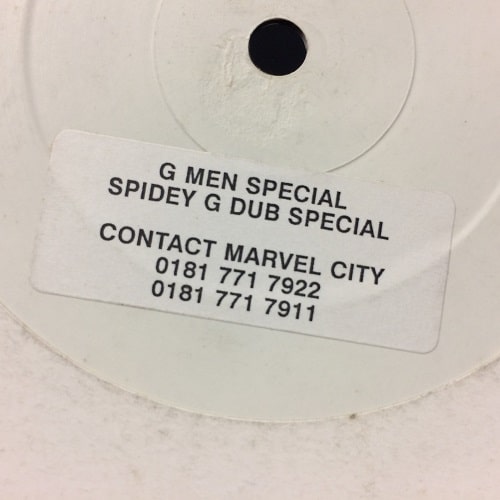 G MEN SPECIAL
SPIDEY G DUB SPECIAL
CONTACT MARVEL CITY
0181 771 7922
0181 771 7911